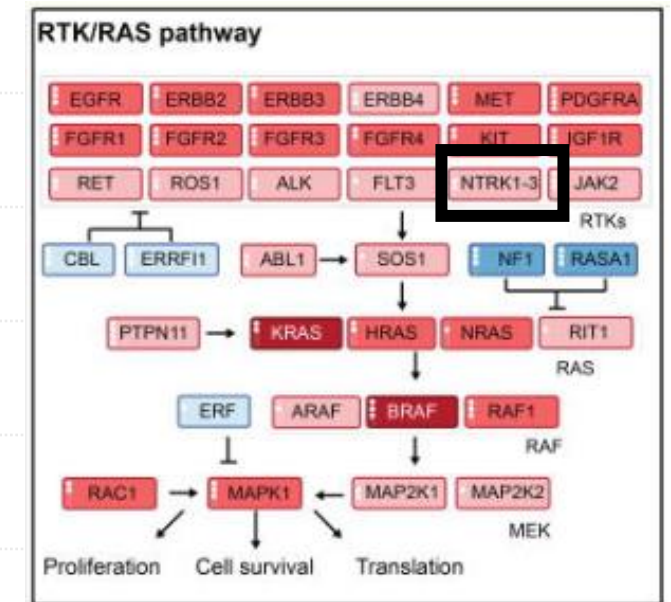 RTK/RAS pathway
EGFR ERBB2 ERBB3 ERBB4 MET PDGFRA
FGFR1 FGFR2 FGFR3 FGFR4 KIT IGF1R
RET ROS1 ALK FLT3 NTRK1-3 JAK2
RTKs
CBL ERRFI1 ABL1 SOS1 NF1 RASA1
PTPN11 KRAS HRAS NRAS RIT1
RAS
ERF ARAF BRAF RAF1
RAF
RAC1 MAPK1 MAP2K1 MAP2K2
MEK
Proliferation Cell survival Translation